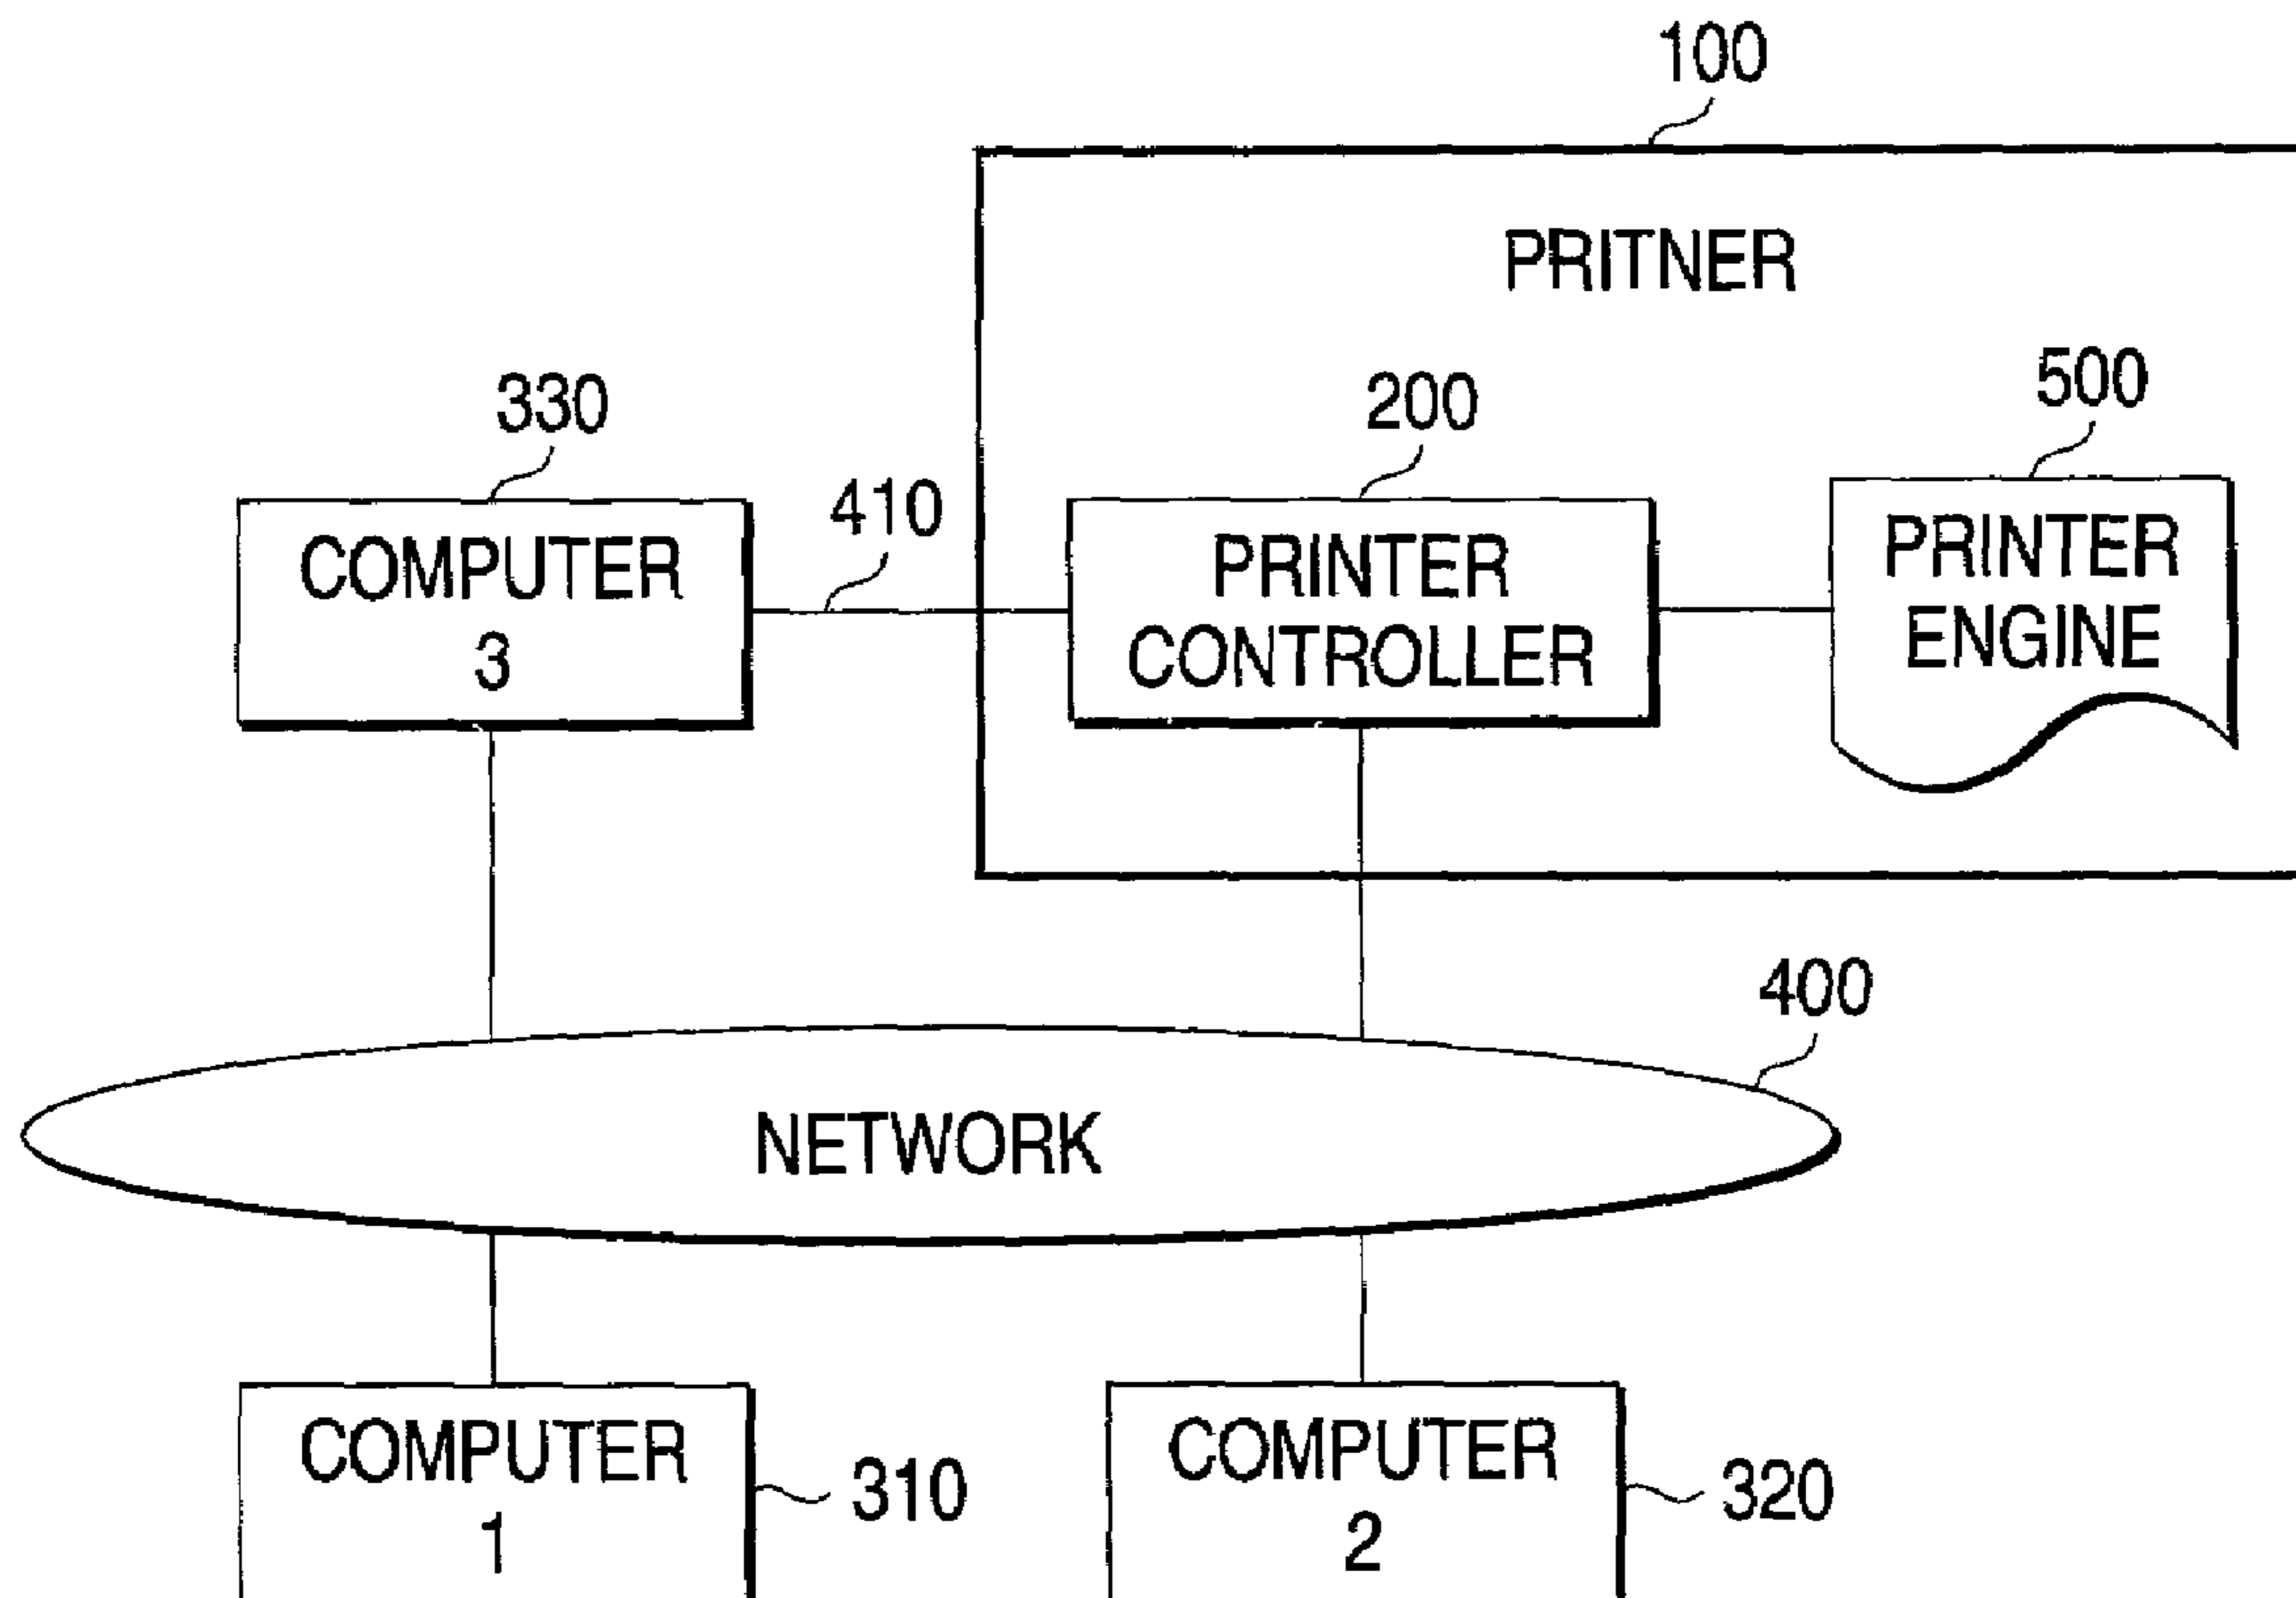 100
PRITNER
330
410
200
500
COMPUTER
3
PRINTER
CONTROLLER
PRINTER
ENGINE
400
NETWORK
COMPUTER
1
310
COMPUTER
2
320